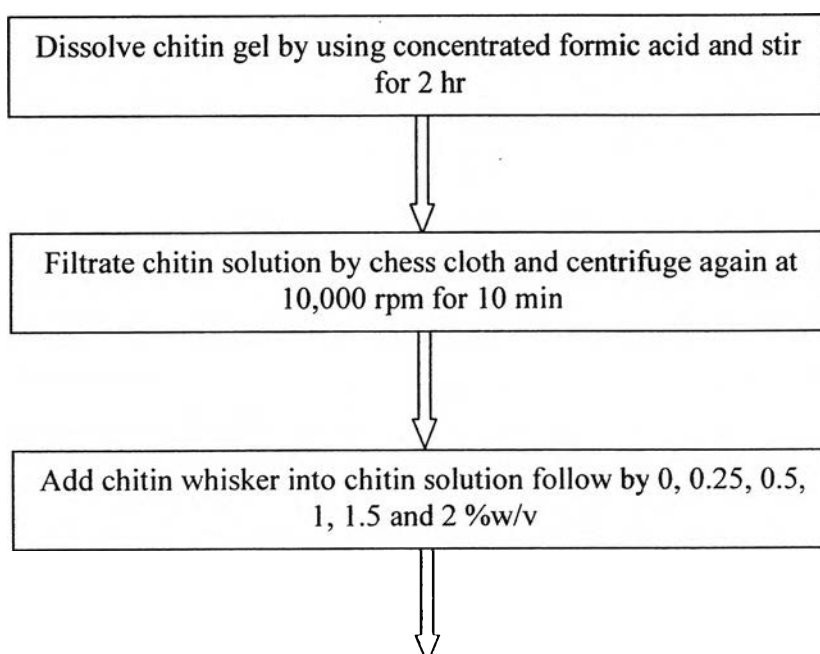 Dissolve chitin gel by using concentrated formic acid and stir
for 2 hr
Filtrate chitin solution by chess cloth and centrifuge again at
10,000 rpm for 10 min
Add chitin whisker into chitin solution follow by 0, 0.25, 0.5,
1, 1.5 and 2 %w/v